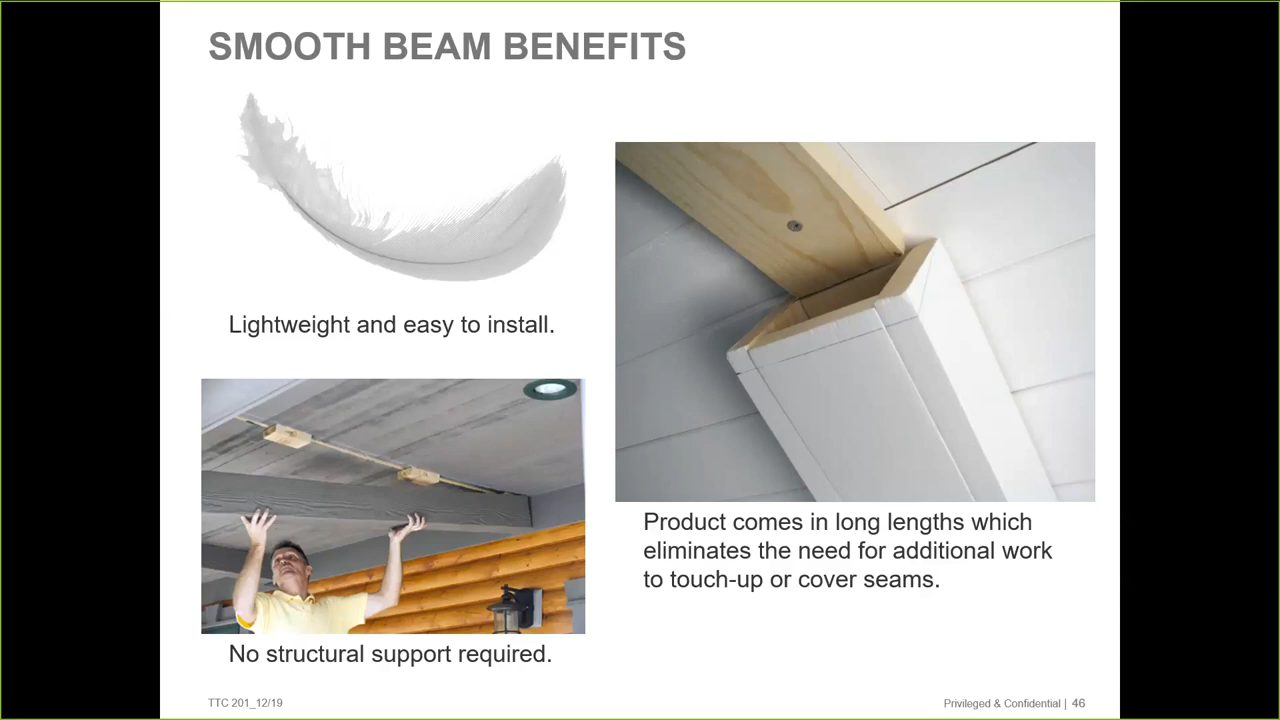 SMOOTH BEAM BENEFITS
Lightweight and easy to install.
No structural support required.
Product comes in long lengths which
eliminates the need for additional work
to touch-up or cover seams.
TTC 201_12/19
Privileged & Confidential | 46